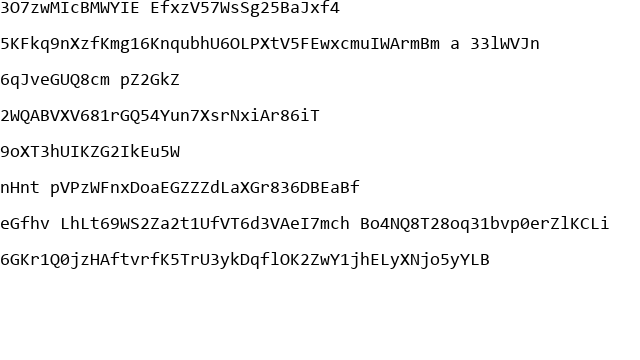 3O7zwMIcBMWYIE EfxzV57WsSg25BaJxf4
5KFkq9nXzfKmg16KnqubhU6OLPXtV5FEwxcmuIWArmBm a 33lWVJn
6qJveGUQ8cm pZ2GkZ
2WQABVXV681rGQ54Yun7XsrNxiAr86iT
9oXT3hUIKZG2IkEu5W
nHnt pVPzWFnxDoaEGZZZdLaXGr836DBEaBf
eGfhv LhLt69WS2Za2t1UfVT6d3VAeI7mch Bo4NQ8T28oq31bvp0erZlKCLi
6GKr1Q0jzHAftvrfK5TrU3ykDqflOK2ZwY1jhELyXNjo5yYLB